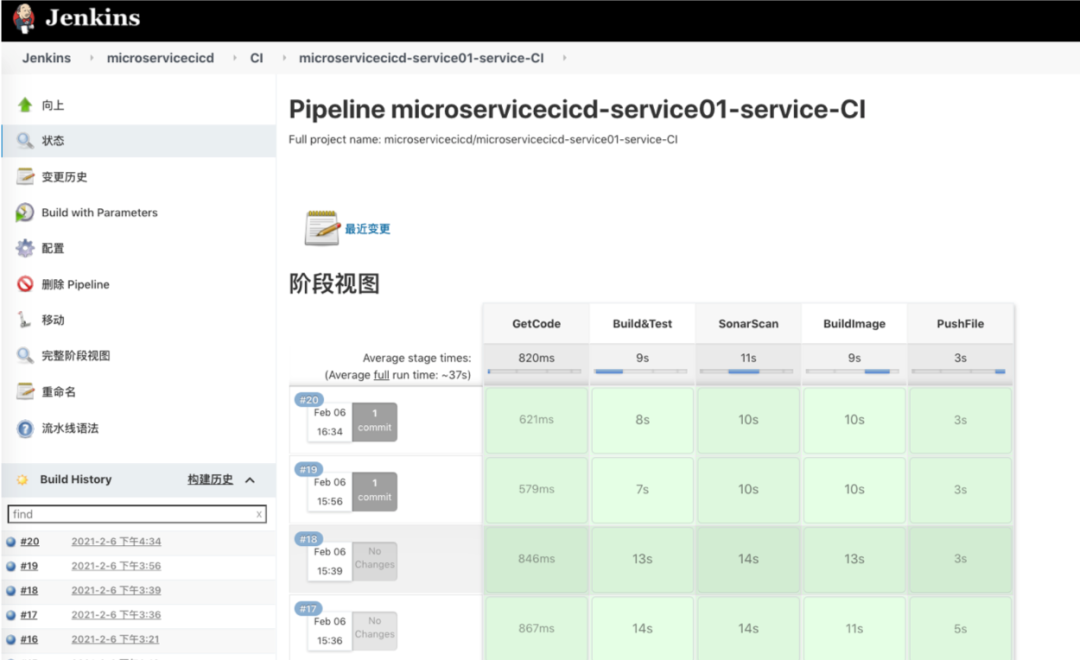 Jenkins
Jenkins microservicecicd CI microservicecicd-service01-service-CI
向上
状态
变更历史
Build with Parameters
配置
删除 Pipeline
移动
完整阶段视图
重命名
流水线语法
Build History 构建历史
find x
#20 2021-2-6 下午4:34
#19 2021-2-6 下午3:56
#18 2021-2-6 下午3:39
#17 2021-2-6 下午3:36
#16 2021-2-6 下午3:21
Pipeline microservicecicd-service01-service-CI
Full project name: microservicecicd/microservicecicd-service01-service-CI
最近变更
阶段视图
GetCode Build&Test SonarScan BuildImage PushFile
Average stage times: 820ms 9s 11s 9s 3s
(Average full run time: ~37s)
#20
Feb 06 1
16:34 commit
621ms 8s 10s 10s 3s
#19
Feb 06 1
15:56 commit
579ms 7s 10s 10s 3s
#18
Feb 06 No
15:39 Changes
846ms 13s 14s 13s 3s
#17
Feb 06 No
15:36 Changes
867ms 14s 14s 11s 5s